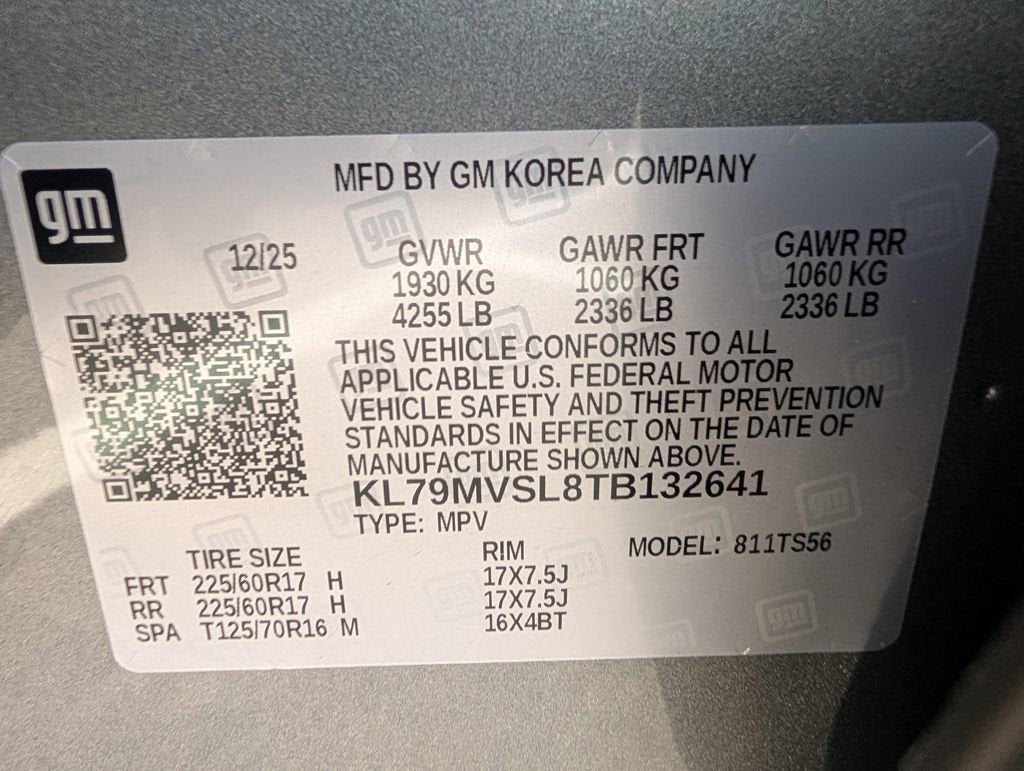 gm
MFD BY GM KOREA COMPANY
12/25 GVWR GAWR FRT GAWR RR
1930 KG 1060 KG 1060 KG
4255 LB 2336 LB 2336 LB
THIS VEHICLE CONFORMS TO ALL
APPLICABLE U.S. FEDERAL MOTOR
VEHICLE SAFETY AND THEFT PREVENTION
STANDARDS IN EFFECT ON THE DATE OF
MANUFACTURE SHOWN ABOVE.
KL79MVSL8TB132641
TYPE: MPV
TIRE SIZE RIM MODEL: 811TS56
FRT 225/60R17 H 17X7.5J
RR 225/60R17 H 17X7.5J
SPA T125/70R16 M 16X4BT